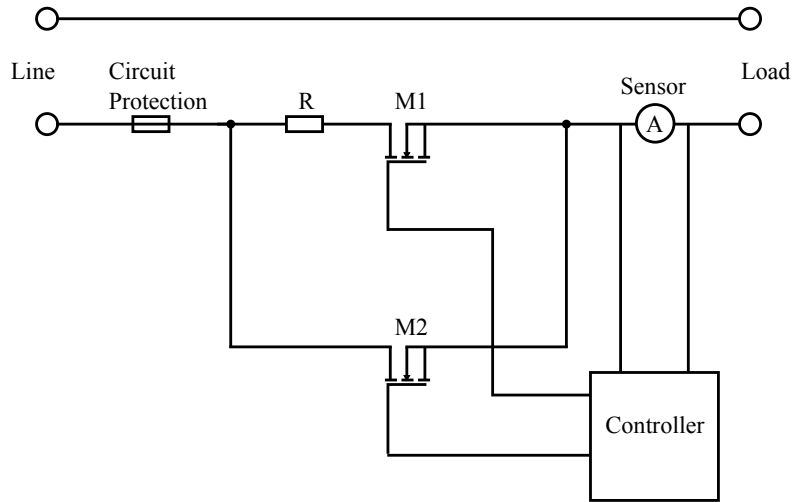 Line
Circuit
Protection
R
M1
Sensor
A
Load
M2
Controller